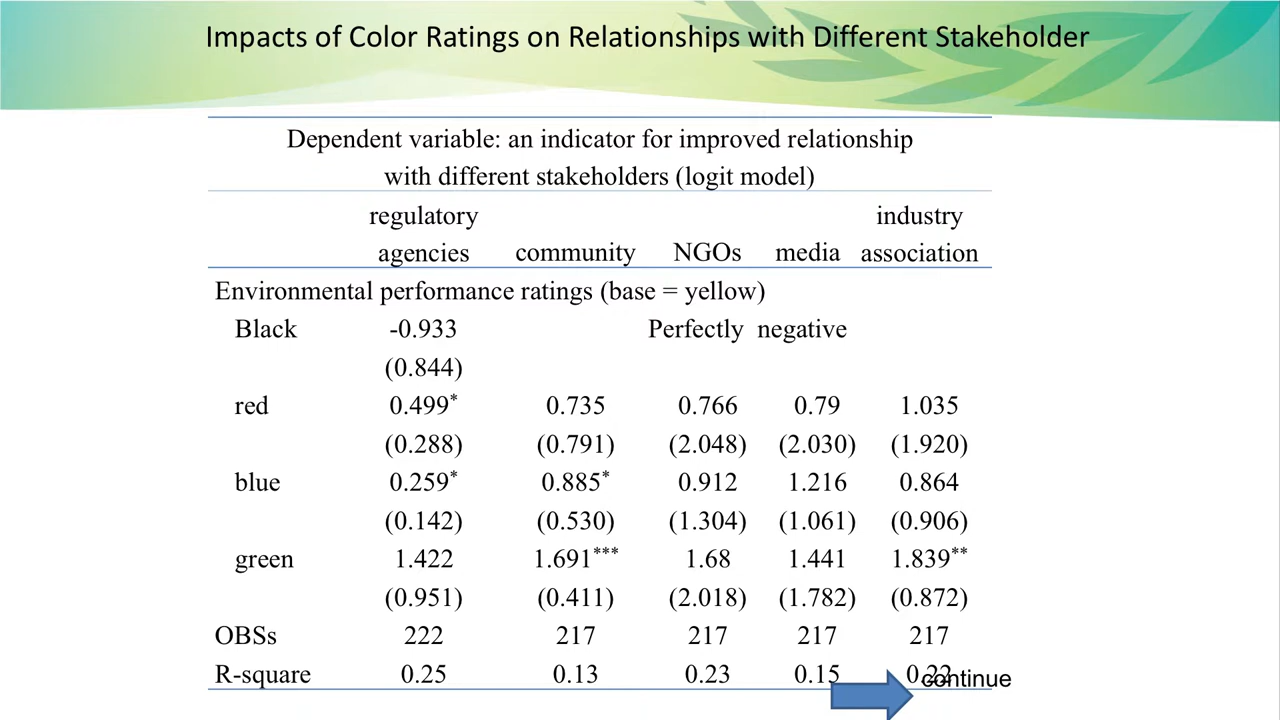 Impacts of Color Ratings on Relationships with Different Stakeholder
Dependent variable: an indicator for improved relationship
with different stakeholders (logit model)
regulatory agencies community NGOs media industry association
Environmental performance ratings (base = yellow)
Black -0.933 Perfectly negative
(0.844)
red 0.499* 0.735 0.766 0.79 1.035
(0.288) (0.791) (2.048) (2.030) (1.920)
blue 0.259* 0.885* 0.912 1.216 0.864
(0.142) (0.530) (1.304) (1.061) (0.906)
green 1.422 1.691*** 1.68 1.441 1.839**
(0.951) (0.411) (2.018) (1.782) (0.872)
OBSs 222 217 217 217 217
R-square 0.25 0.13 0.23 0.15 0.22
continue